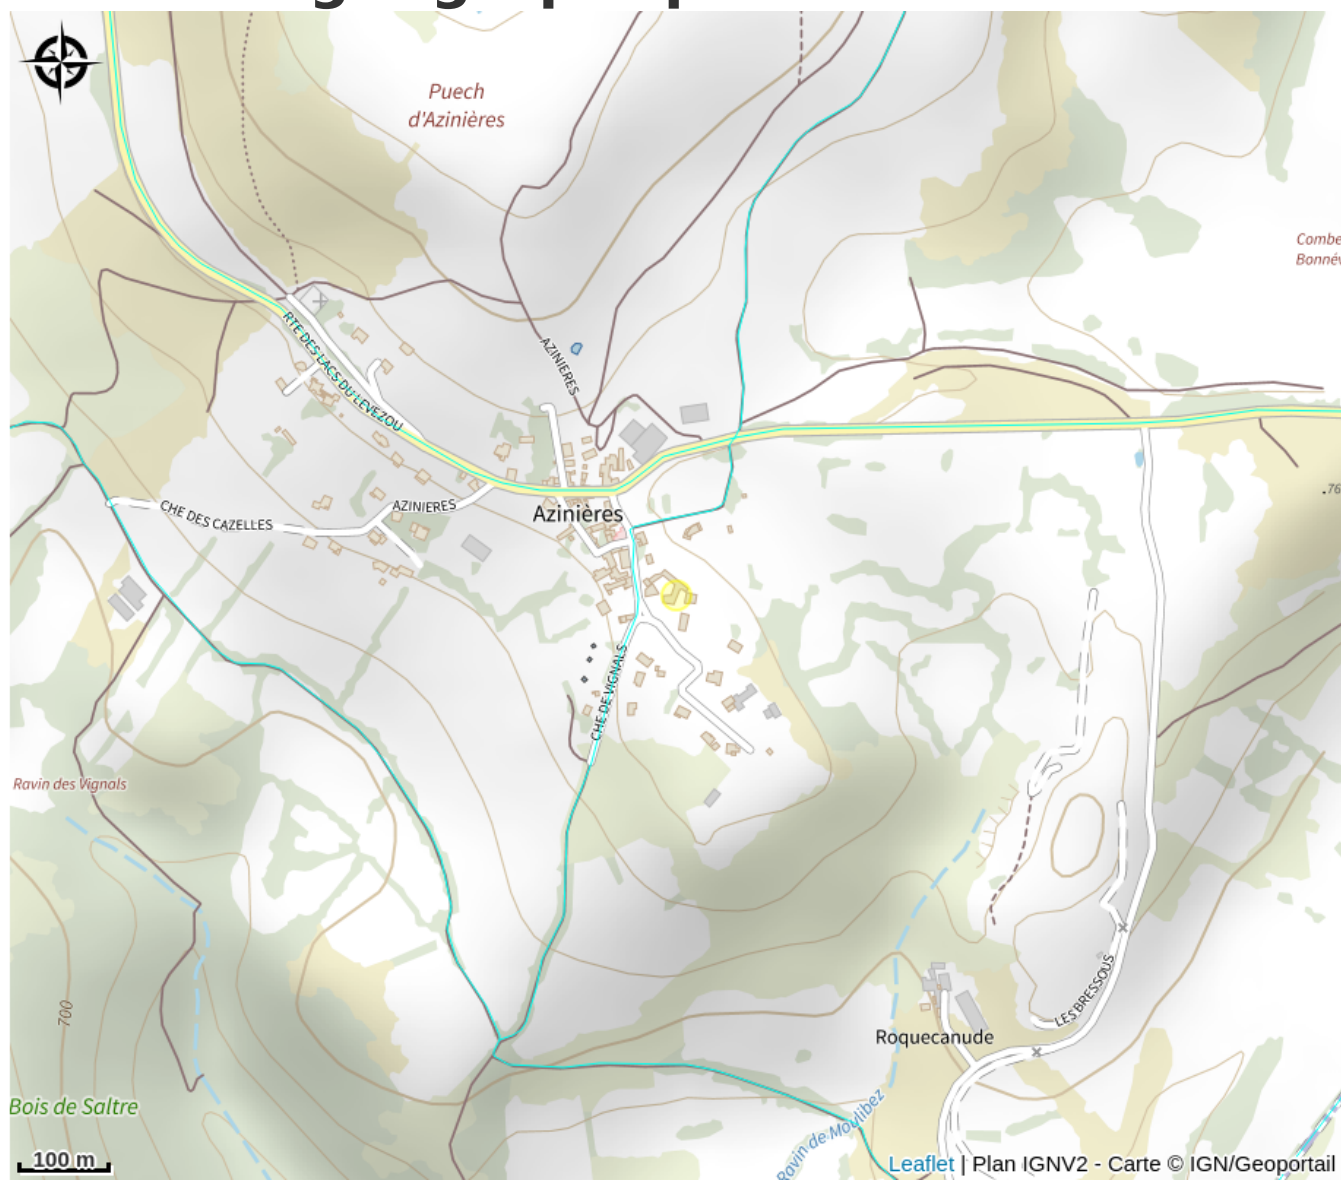 Puech
d'Azinières
Combe
RTE DES LACS DU LEVEZOU
AZINIERES
CHE DES CAZELLES
AZINIERES
Azinières
.76
CHE DE VIGNALS
Ravin des Vignals
700
LES BRESSOUS
Roquecanude
Bois de Saltre
Ravin de Moulibez
100 m
Leaflet | Plan IGNV2 - Carte © IGN/Geoportail